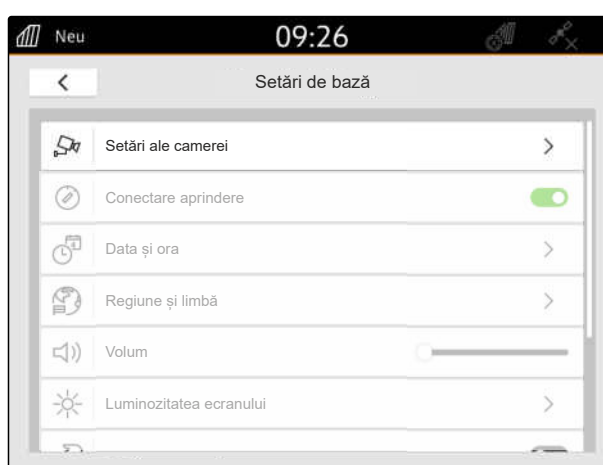 Neu
09:26
Setări de bază
Setări ale camerei
Conectare aprindere
Data și ora
Regiune și limbă
Volum
Luminozitatea ecranului